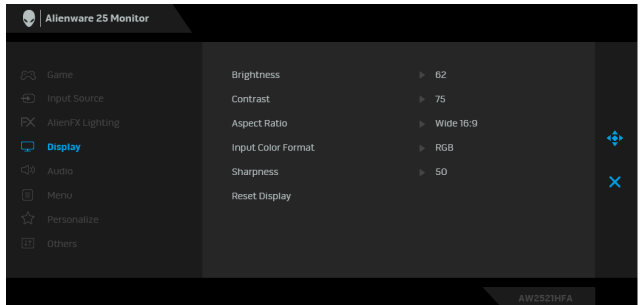 Alienware 25 Monitor
Game
Input Source
AlienFX Lighting
Display
Audio
Menu
Personalize
Others
Brightness 62
Contrast 75
Aspect Ratio Wide 16:9
Input Color Format RGB
Sharpness 50
Reset Display
AW2521HFA